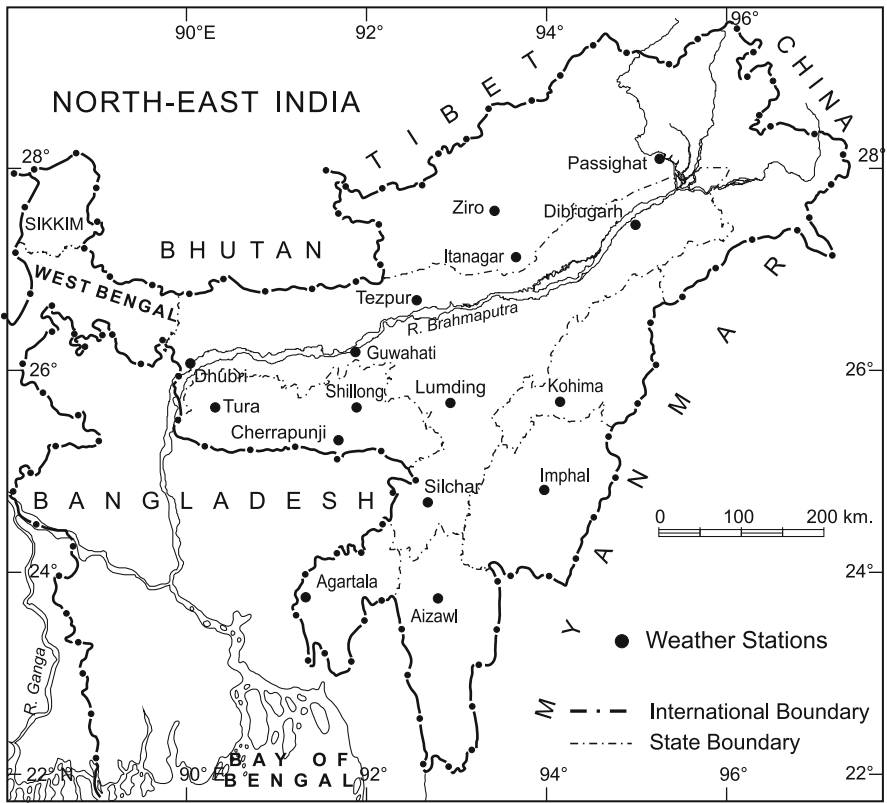 90°E 92° 94° 96°
NORTH-EAST INDIA
TIBET
CHINA
28°
28°
Passighat
Ziro
Dibrugarh
SIKKIM
BHUTAN
Itanagar
WEST BENGAL
Tezpur
R. Brahmaputra
Guwahati
26°
26°
Dhubri
Shillong
Lumding
Kohima
Tura
Cherrapunji
MYANMAR
Silchar
Imphal
BANGLADESH
0 100 200 km.
24°
24°
Agartala
Aizawl
Weather Stations
R. Ganga
International Boundary
State Boundary
BAY OF
BENGAL
22° N 90° E 92° 94° 96° 22°